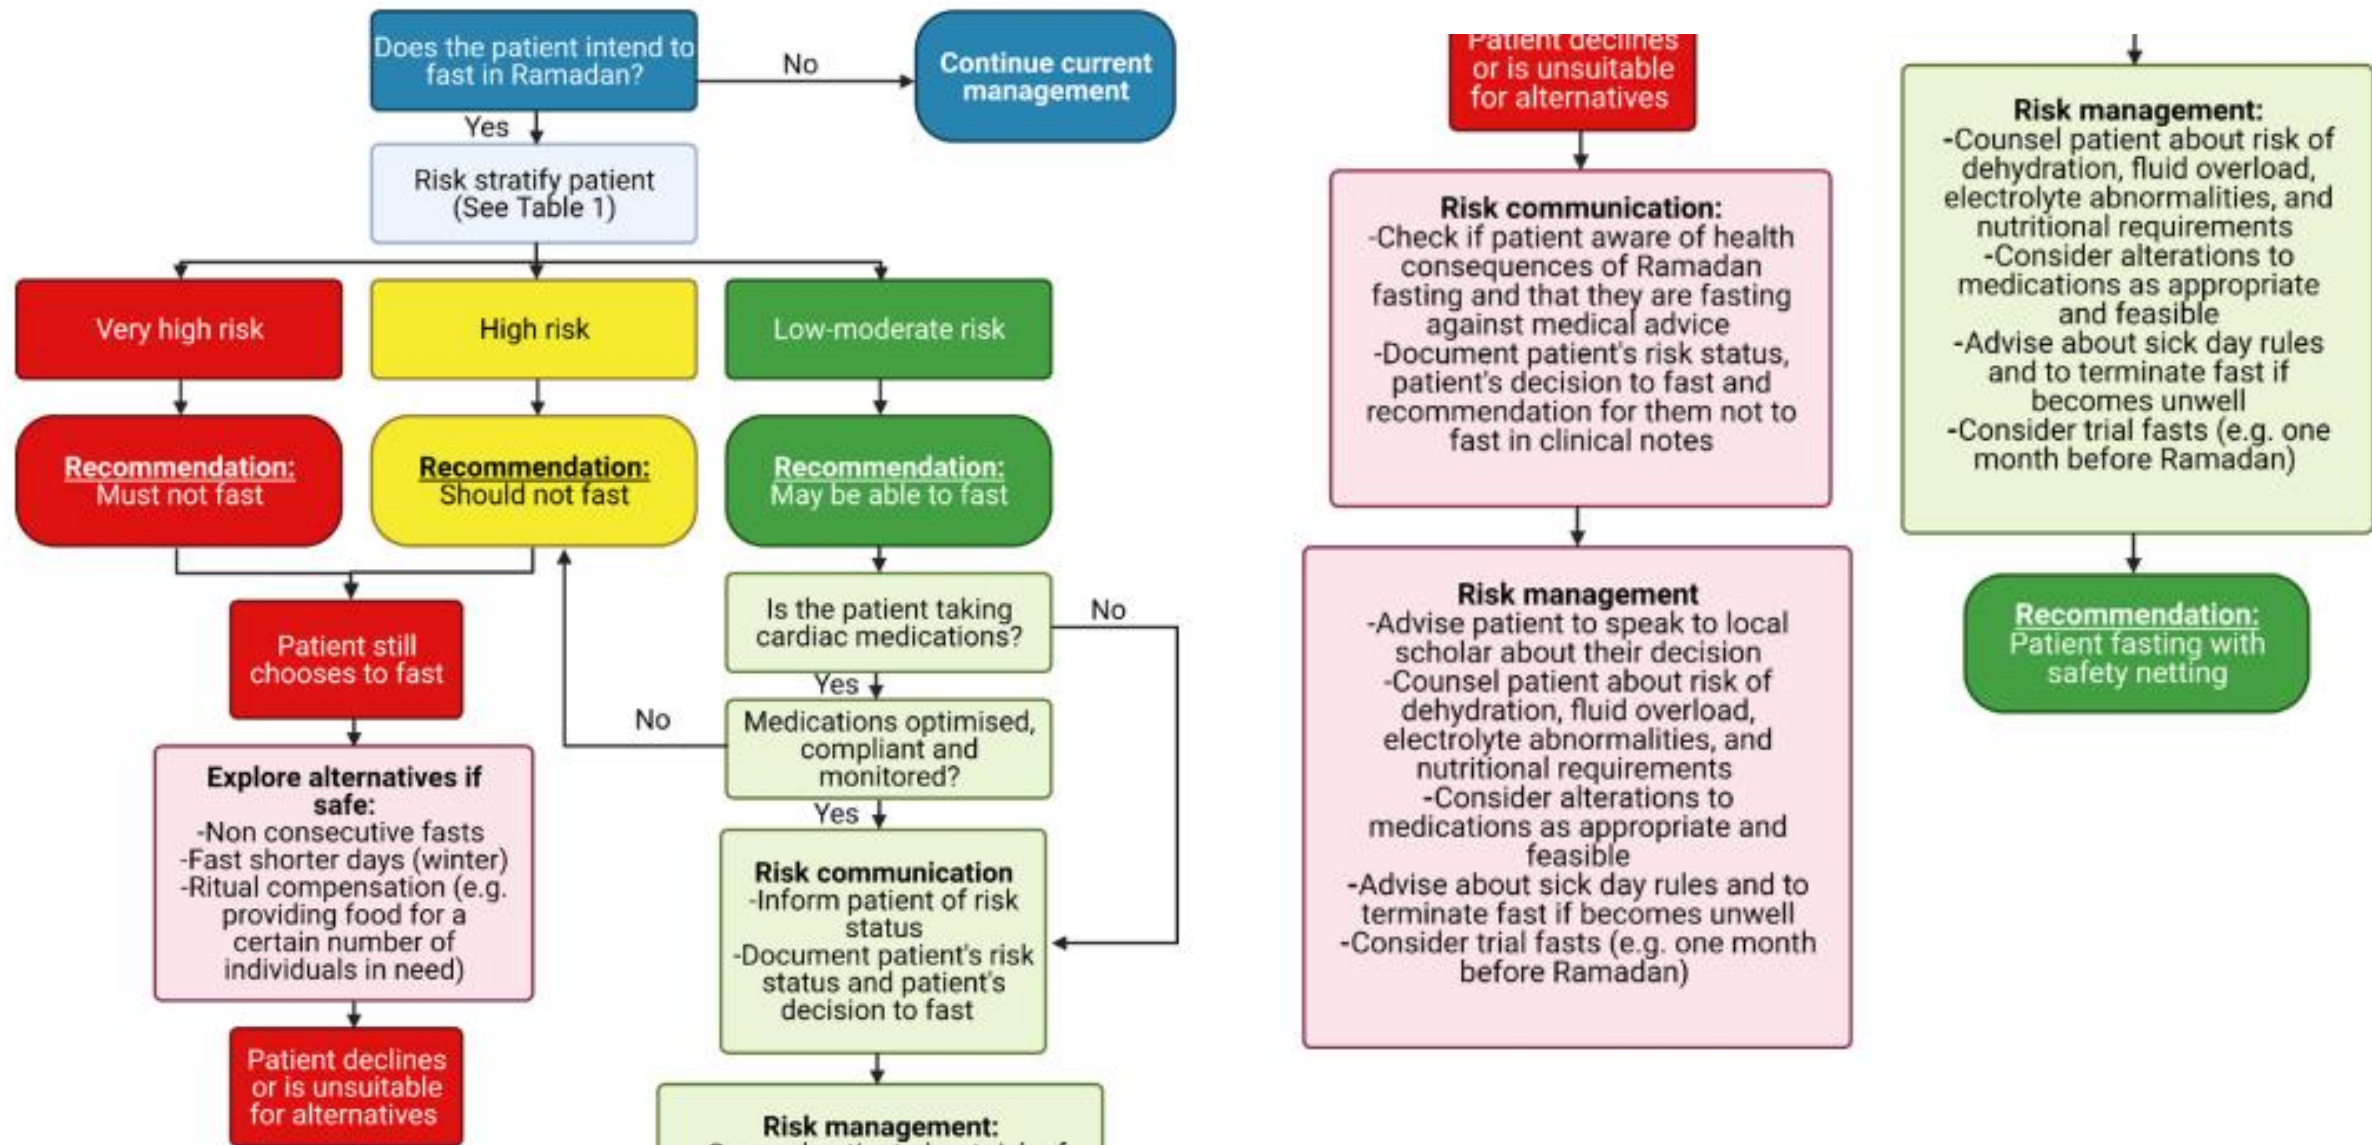 Does the patient intend to
fast in Ramadan?
No
Continue current
management
Yes
Risk stratify patient
(See Table 1)
Very high risk
High risk
Low-moderate risk
Recommendation:
Must not fast
Recommendation:
Should not fast
Recommendation:
May be able to fast
Patient still
chooses to fast
Is the patient taking
cardiac medications?
No
Yes
No
Medications optimised,
compliant and
monitored?
Yes
Explore alternatives if
safe:
-Non consecutive fasts
-Fast shorter days (winter)
-Ritual compensation (e.g.
providing food for a
certain number of
individuals in need)
Risk communication
-Inform patient of risk
status
-Document patient's risk
status and patient's
decision to fast
Patient declines
or is unsuitable
for alternatives
Risk management:
Patient declines
or is unsuitable
for alternatives
Risk communication:
-Check if patient aware of health
consequences of Ramadan
fasting and that they are fasting
against medical advice
-Document patient's risk status,
patient's decision to fast and
recommendation for them not to
fast in clinical notes
Risk management
-Advise patient to speak to local
scholar about their decision
-Counsel patient about risk of
dehydration, fluid overload,
electrolyte abnormalities, and
nutritional requirements
-Consider alterations to
medications as appropriate and
feasible
-Advise about sick day rules and to
terminate fast if becomes unwell
-Consider trial fasts (e.g. one month
before Ramadan)
Risk management:
-Counsel patient about risk of
dehydration, fluid overload,
electrolyte abnormalities, and
nutritional requirements
-Consider alterations to
medications as appropriate
and feasible
-Advise about sick day rules
and to terminate fast if
becomes unwell
-Consider trial fasts (e.g. one
month before Ramadan)
Recommendation:
Patient fasting with
safety netting